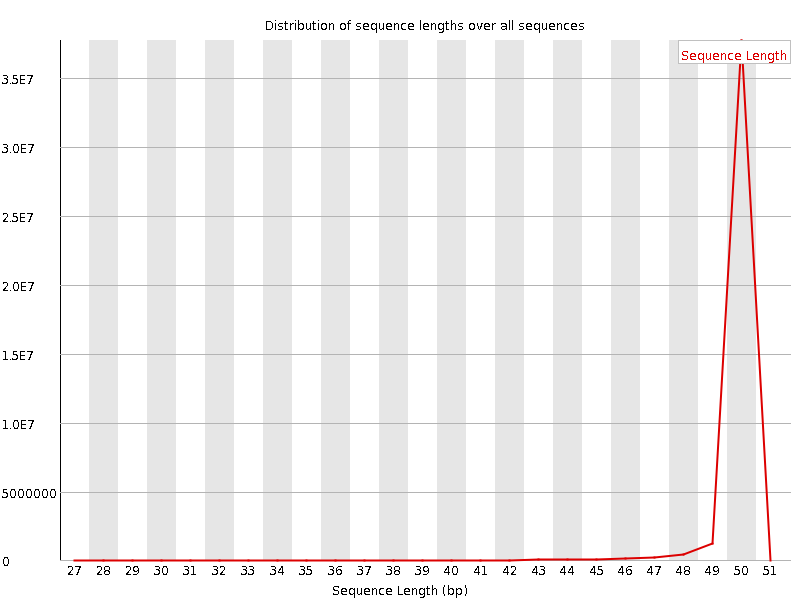 Distribution of sequence lengths over all sequences
Sequence Length
3.5E7
3.0E7
2.5E7
2.0E7
1.5E7
1.0E7
5000000
0
27 28 29 30 31 32 33 34 35 36 37 38 39 40 41 42 43 44 45 46 47 48 49 50 51
Sequence Length (bp)